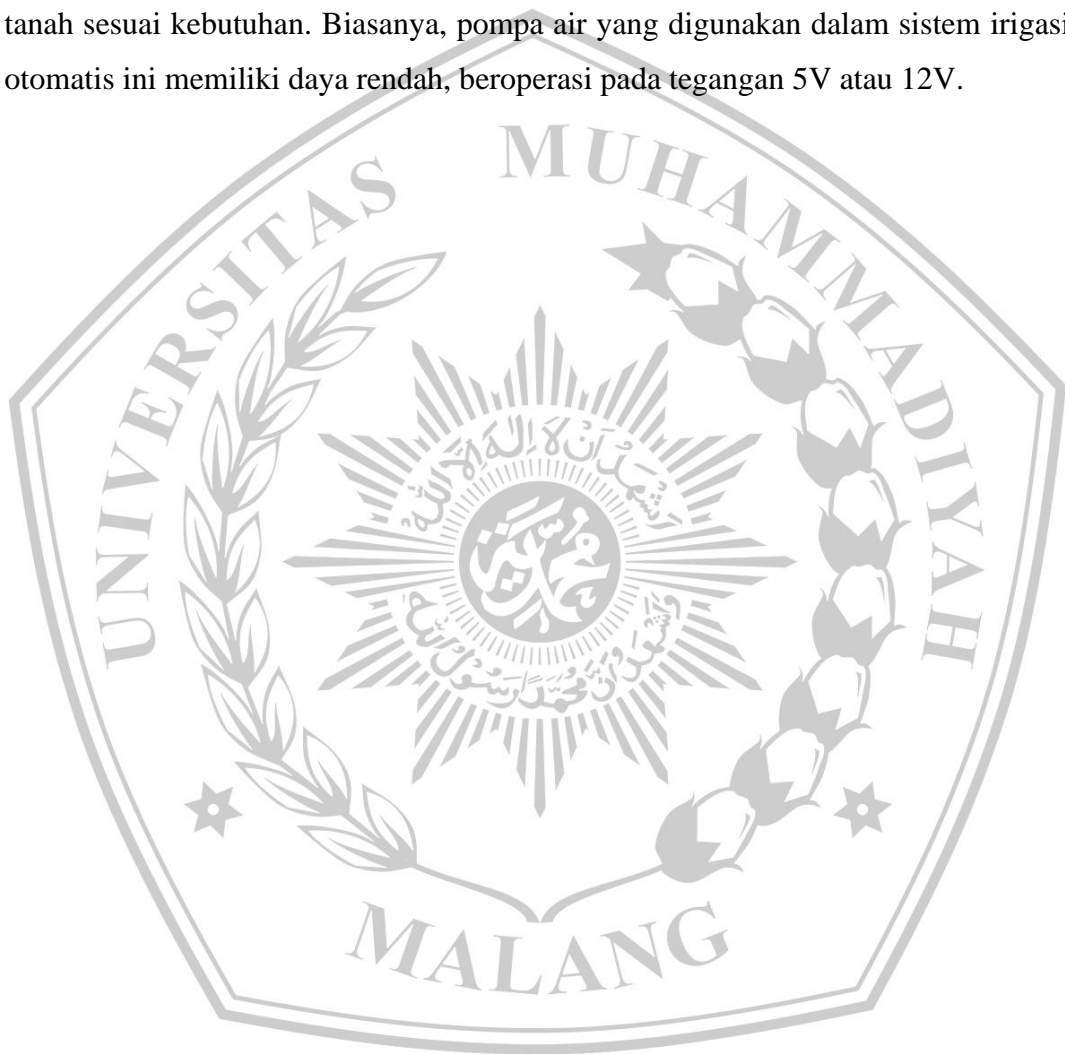 tanah sesuai kebutuhan. Biasanya, pompa air yang digunakan dalam sistem irigasi
otomatis ini memiliki daya rendah, beroperasi pada tegangan 5V atau 12V.
UNIVERSITAS MUHAMMADIYAH
MALANG